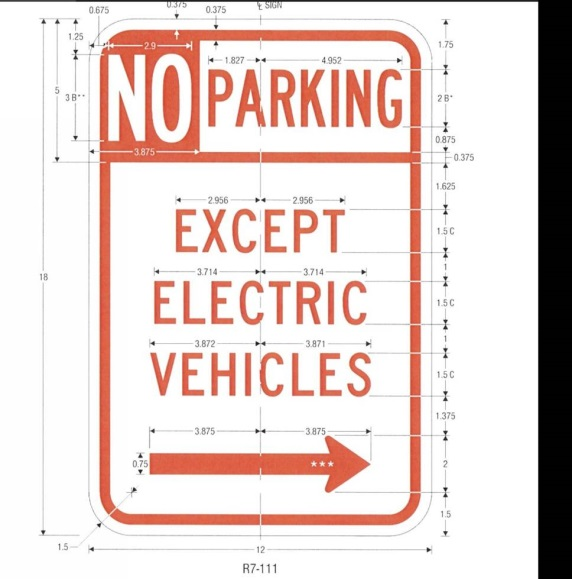 0.375 ℄ SIGN
0.675 0.375
1.25 2.9 1.75
1.827 4.952
5 3 B** NO PARKING 2 B*
0.875
3.875 0.375
1.625
2.956 2.956
EXCEPT 1.5 C
18 3.714 3.714 1
ELECTRIC 1.5 C
3.872 3.871 1
VEHICLES 1.5 C
1.375
3.875 3.875
0.75 *** 2
1.5
1.5 12
R7-111